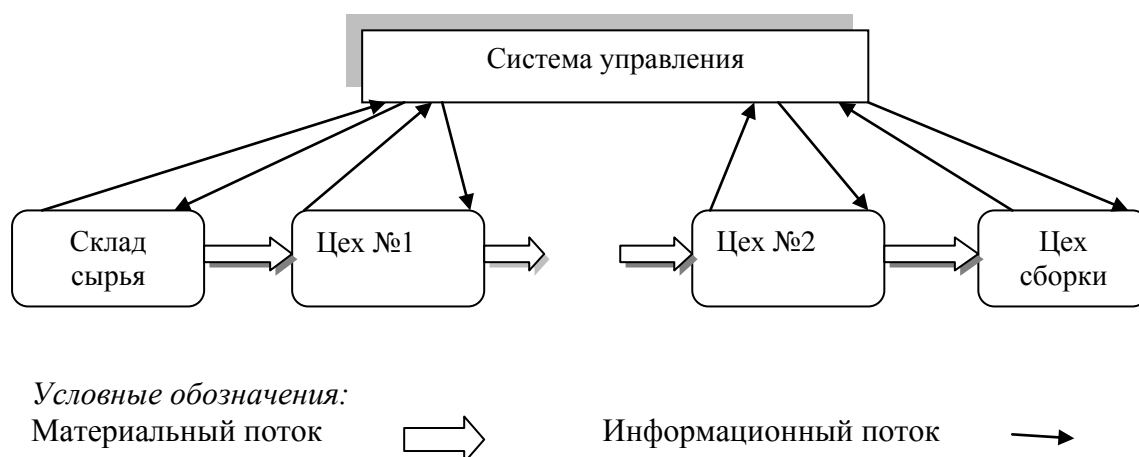 Система управления
Склад
сырья
Цех №1
Цех №2
Цех
сборки
Условные обозначения:
Материальный поток
Информационный поток